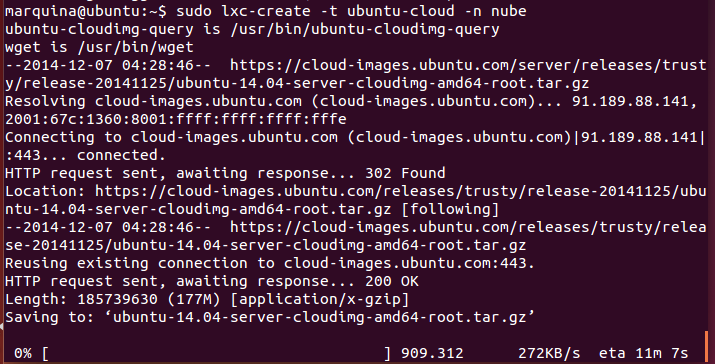 marquina@ubuntu:~$ sudo lxc-create -t ubuntu-cloud -n nube
ubuntu-cloudimg-query is /usr/bin/ubuntu-cloudimg-query
wget is /usr/bin/wget
--2014-12-07 04:28:46--  https://cloud-images.ubuntu.com/server/releases/trust
y/release-20141125/ubuntu-14.04-server-cloudimg-amd64-root.tar.gz
Resolving cloud-images.ubuntu.com (cloud-images.ubuntu.com)... 91.189.88.141,
2001:67c:1360:8001:ffff:ffff:ffff:fffe
Connecting to cloud-images.ubuntu.com (cloud-images.ubuntu.com)|91.189.88.141|
:443... connected.
HTTP request sent, awaiting response... 302 Found
Location: https://cloud-images.ubuntu.com/releases/trusty/release-20141125/ubu
ntu-14.04-server-cloudimg-amd64-root.tar.gz [following]
--2014-12-07 04:28:46--  https://cloud-images.ubuntu.com/releases/trusty/relea
se-20141125/ubuntu-14.04-server-cloudimg-amd64-root.tar.gz
Reusing existing connection to cloud-images.ubuntu.com:443.
HTTP request sent, awaiting response... 200 OK
Length: 185739630 (177M) [application/x-gzip]
Saving to: ‘ubuntu-14.04-server-cloudimg-amd64-root.tar.gz’
0% [                                      ] 909.312      272KB/s  eta 11m 7s